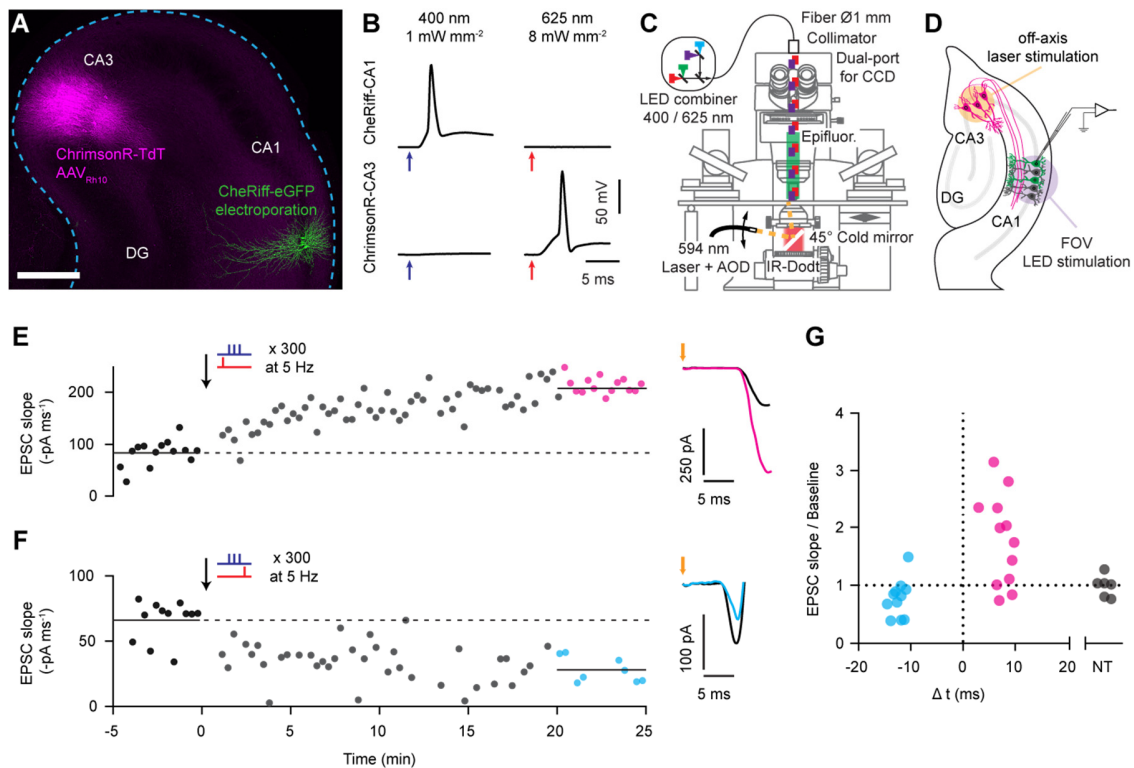 A
CA3
ChrimsonR-TdT
AAVRh10
CA1
CheRiff-eGFP
electroporation
DG
B
400 nm
1 mW mm-2
625 nm
8 mW mm-2
CheRiff-CA1
ChrimsonR-CA3
50 mV
5 ms
C
Fiber Ø1 mm
Collimator
Dual-port
for CCD
LED combiner
400 / 625 nm
Epifluor.
594 nm
Laser + AOD
45° Cold mirror
IR-Dodt
D
off-axis
laser stimulation
CA3
DG
CA1
FOV
LED stimulation
E
x 300
at 5 Hz
EPSC slope
(-pA ms-1)
200
100
0
250 pA
5 ms
F
x 300
at 5 Hz
EPSC slope
(-pA ms-1)
100
50
0
-5 0 5 10 15 20 25
Time (min)
100 pA
5 ms
G
EPSC slope / Baseline
4
3
2
1
0
-20 -10 0 10 20 NT
Δ t (ms)